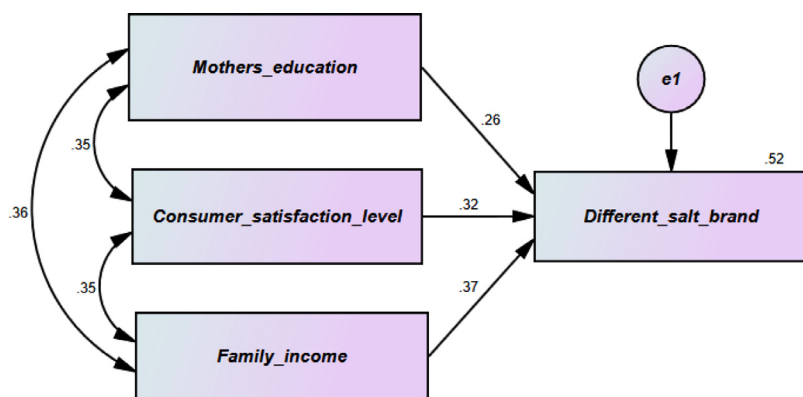 Mothers_education
e1
.26
.52
.35
Consumer_satisfaction_level
.32
Different_salt_brand
.36
.35
.37
Family_income